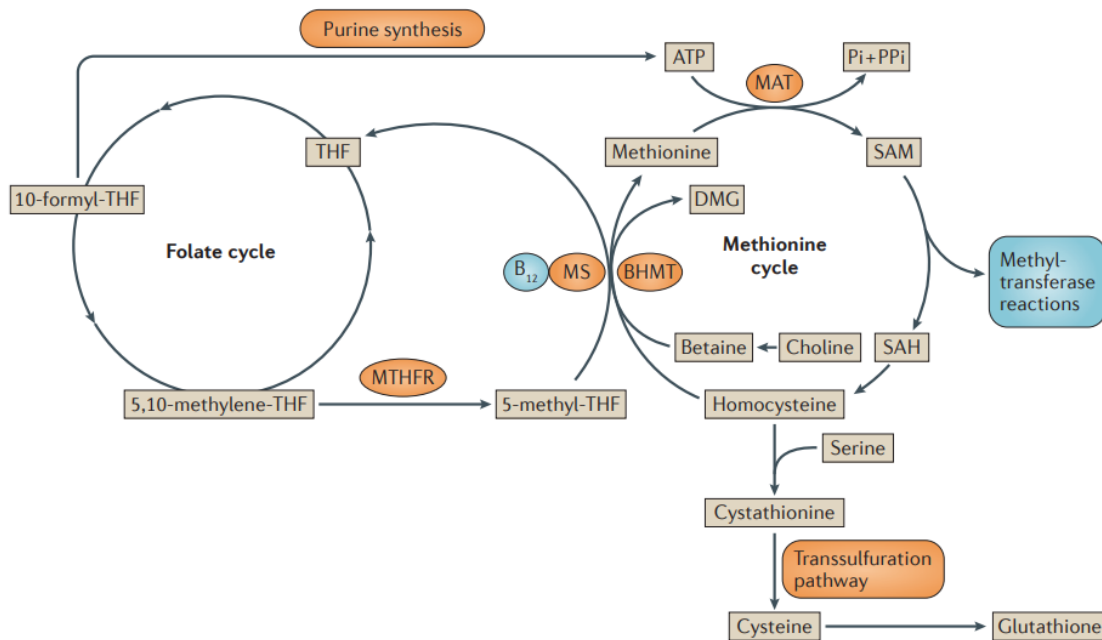 Purine synthesis
ATP
Pi+PPi
MAT
THF
Methionine
SAM
10-formyl-THF
DMG
Folate cycle
Methionine
cycle
B12
MS
BHMT
Methyl-
transferase
reactions
Betaine
Choline
SAH
MTHFR
5,10-methylene-THF
5-methyl-THF
Homocysteine
Serine
Cystathionine
Transsulfuration
pathway
Cysteine
Glutathione